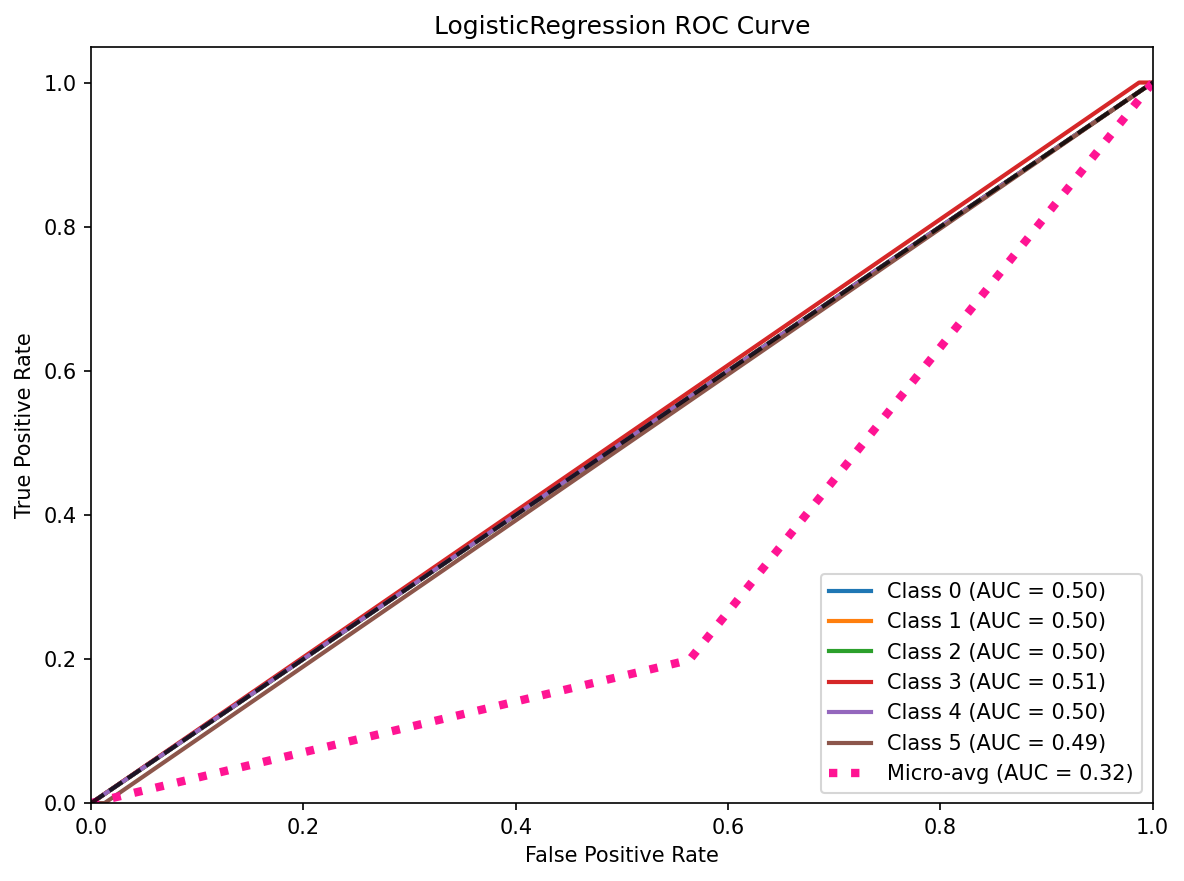 LogisticRegression ROC Curve
True Positive Rate
1.0
0.8
0.6
0.4
0.2
0.0
0.0 0.2 0.4 0.6 0.8 1.0
False Positive Rate
Class 0 (AUC = 0.50)
Class 1 (AUC = 0.50)
Class 2 (AUC = 0.50)
Class 3 (AUC = 0.51)
Class 4 (AUC = 0.50)
Class 5 (AUC = 0.49)
Micro-avg (AUC = 0.32)